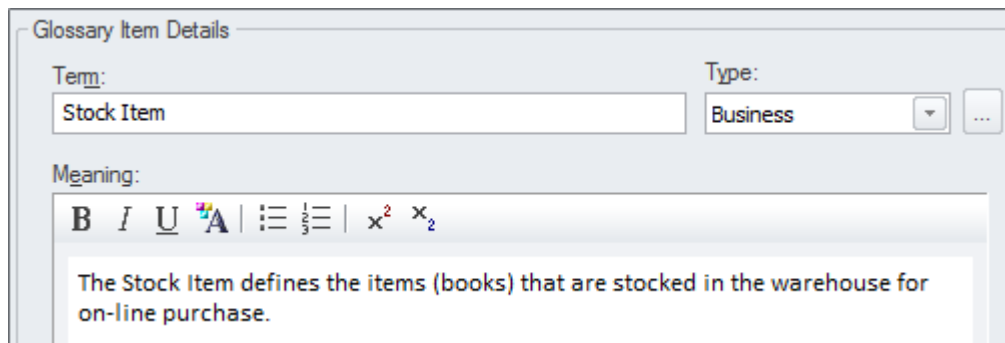 Glossary Item Details
Term: Type:
Stock Item Business ...
Meaning:
B I U A x² x₂
The Stock Item defines the items (books) that are stocked in the warehouse for
on-line purchase.